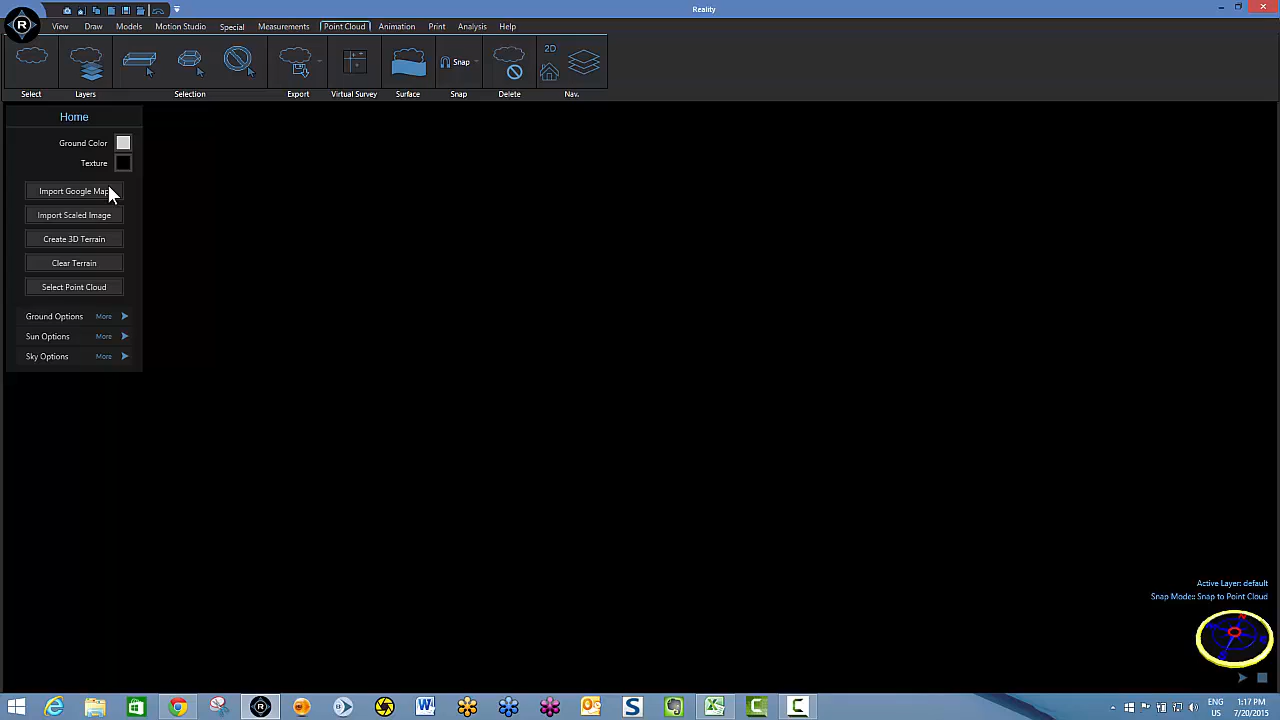 Reality
R
View Draw Models Motion Studio Special Measurements Point Cloud Animation Print Analysis Help
2D
Snap
Select Layers Selection Export Virtual Survey Surface Snap Delete Nav.
Home
Ground Color
Texture
Import Google Map
Import Scaled Image
Create 3D Terrain
Clear Terrain
Select Point Cloud
Ground Options More
Sun Options More
Sky Options More
Active Layer: default
Snap Mode:: Snap to Point Cloud
ENG 1:17 PM
US 7/20/2015